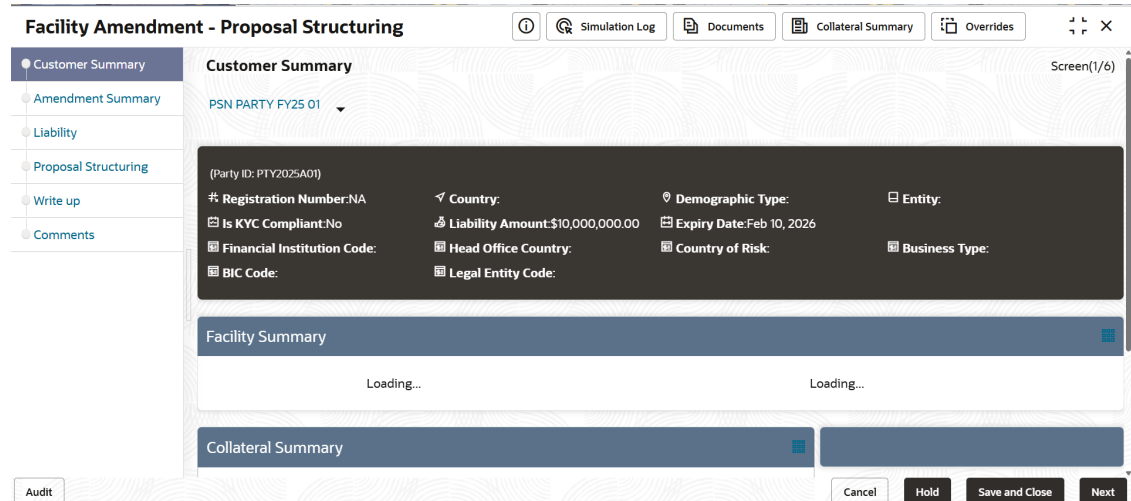 Facility Amendment - Proposal Structuring
Simulation Log
Documents
Collateral Summary
Overrides
Customer Summary
Amendment Summary
Liability
Proposal Structuring
Write up
Comments
Customer Summary
Screen(1/6)
PSN PARTY FY25 01
(Party ID: PTY2025A01)
Registration Number:NA
Country:
Demographic Type:
Entity:
Is KYC Compliant:No
Liability Amount:$10,000,000.00
Expiry Date:Feb 10, 2026
Financial Institution Code:
Head Office Country:
Country of Risk:
Business Type:
BIC Code:
Legal Entity Code:
Facility Summary
Loading...
Loading...
Collateral Summary
Audit
Cancel
Hold
Save and Close
Next